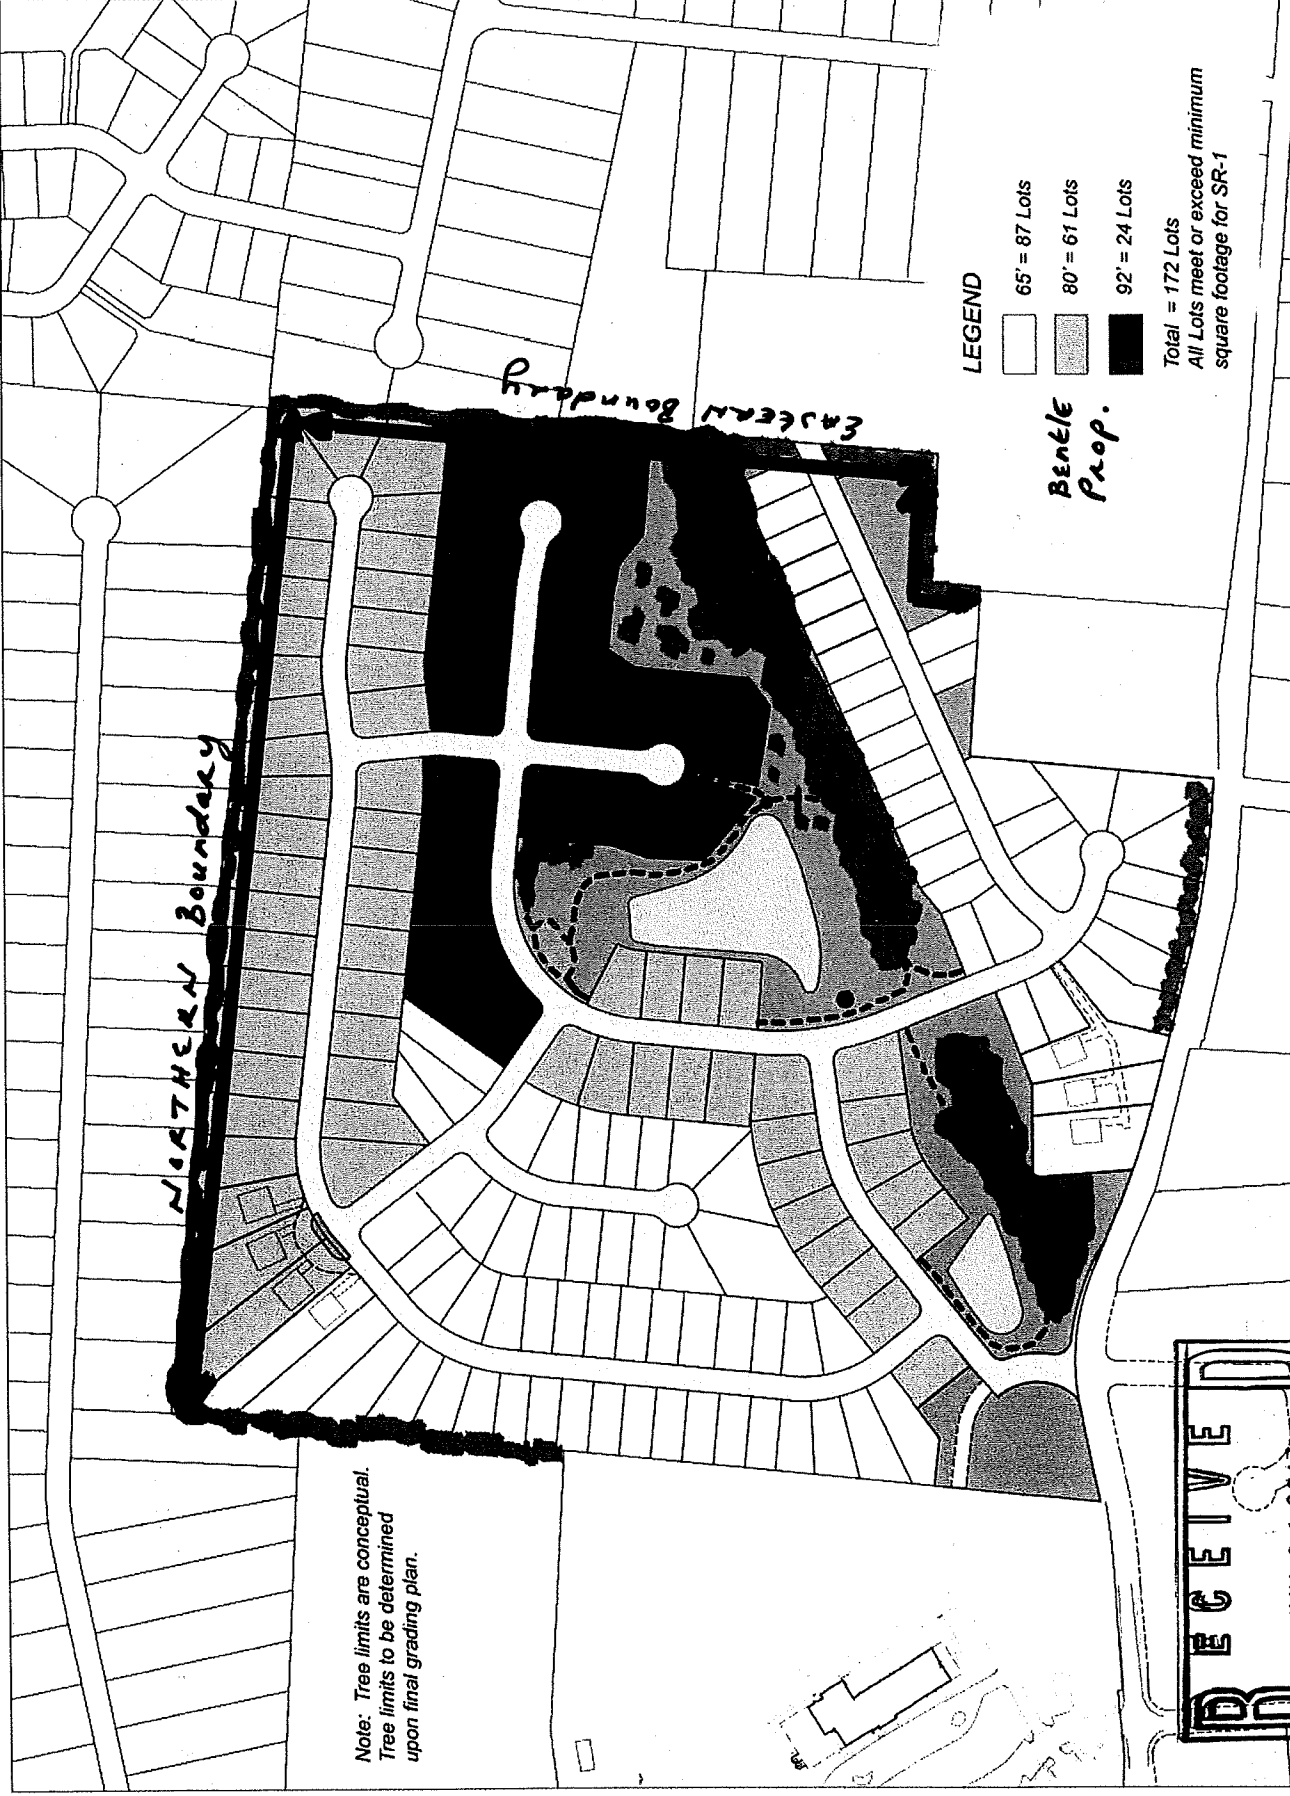 NORTHERN Boundary
EASTERN Boundary
LEGEND
65' = 87 Lots
80' = 61 Lots
92' = 24 Lots
Total = 172 Lots
All Lots meet or exceed minimum
square footage for SR-1
BEAtlE
PROP.
Note: Tree limits are conceptual.
Tree limits to be determined
upon final grading plan.
RECEIVED